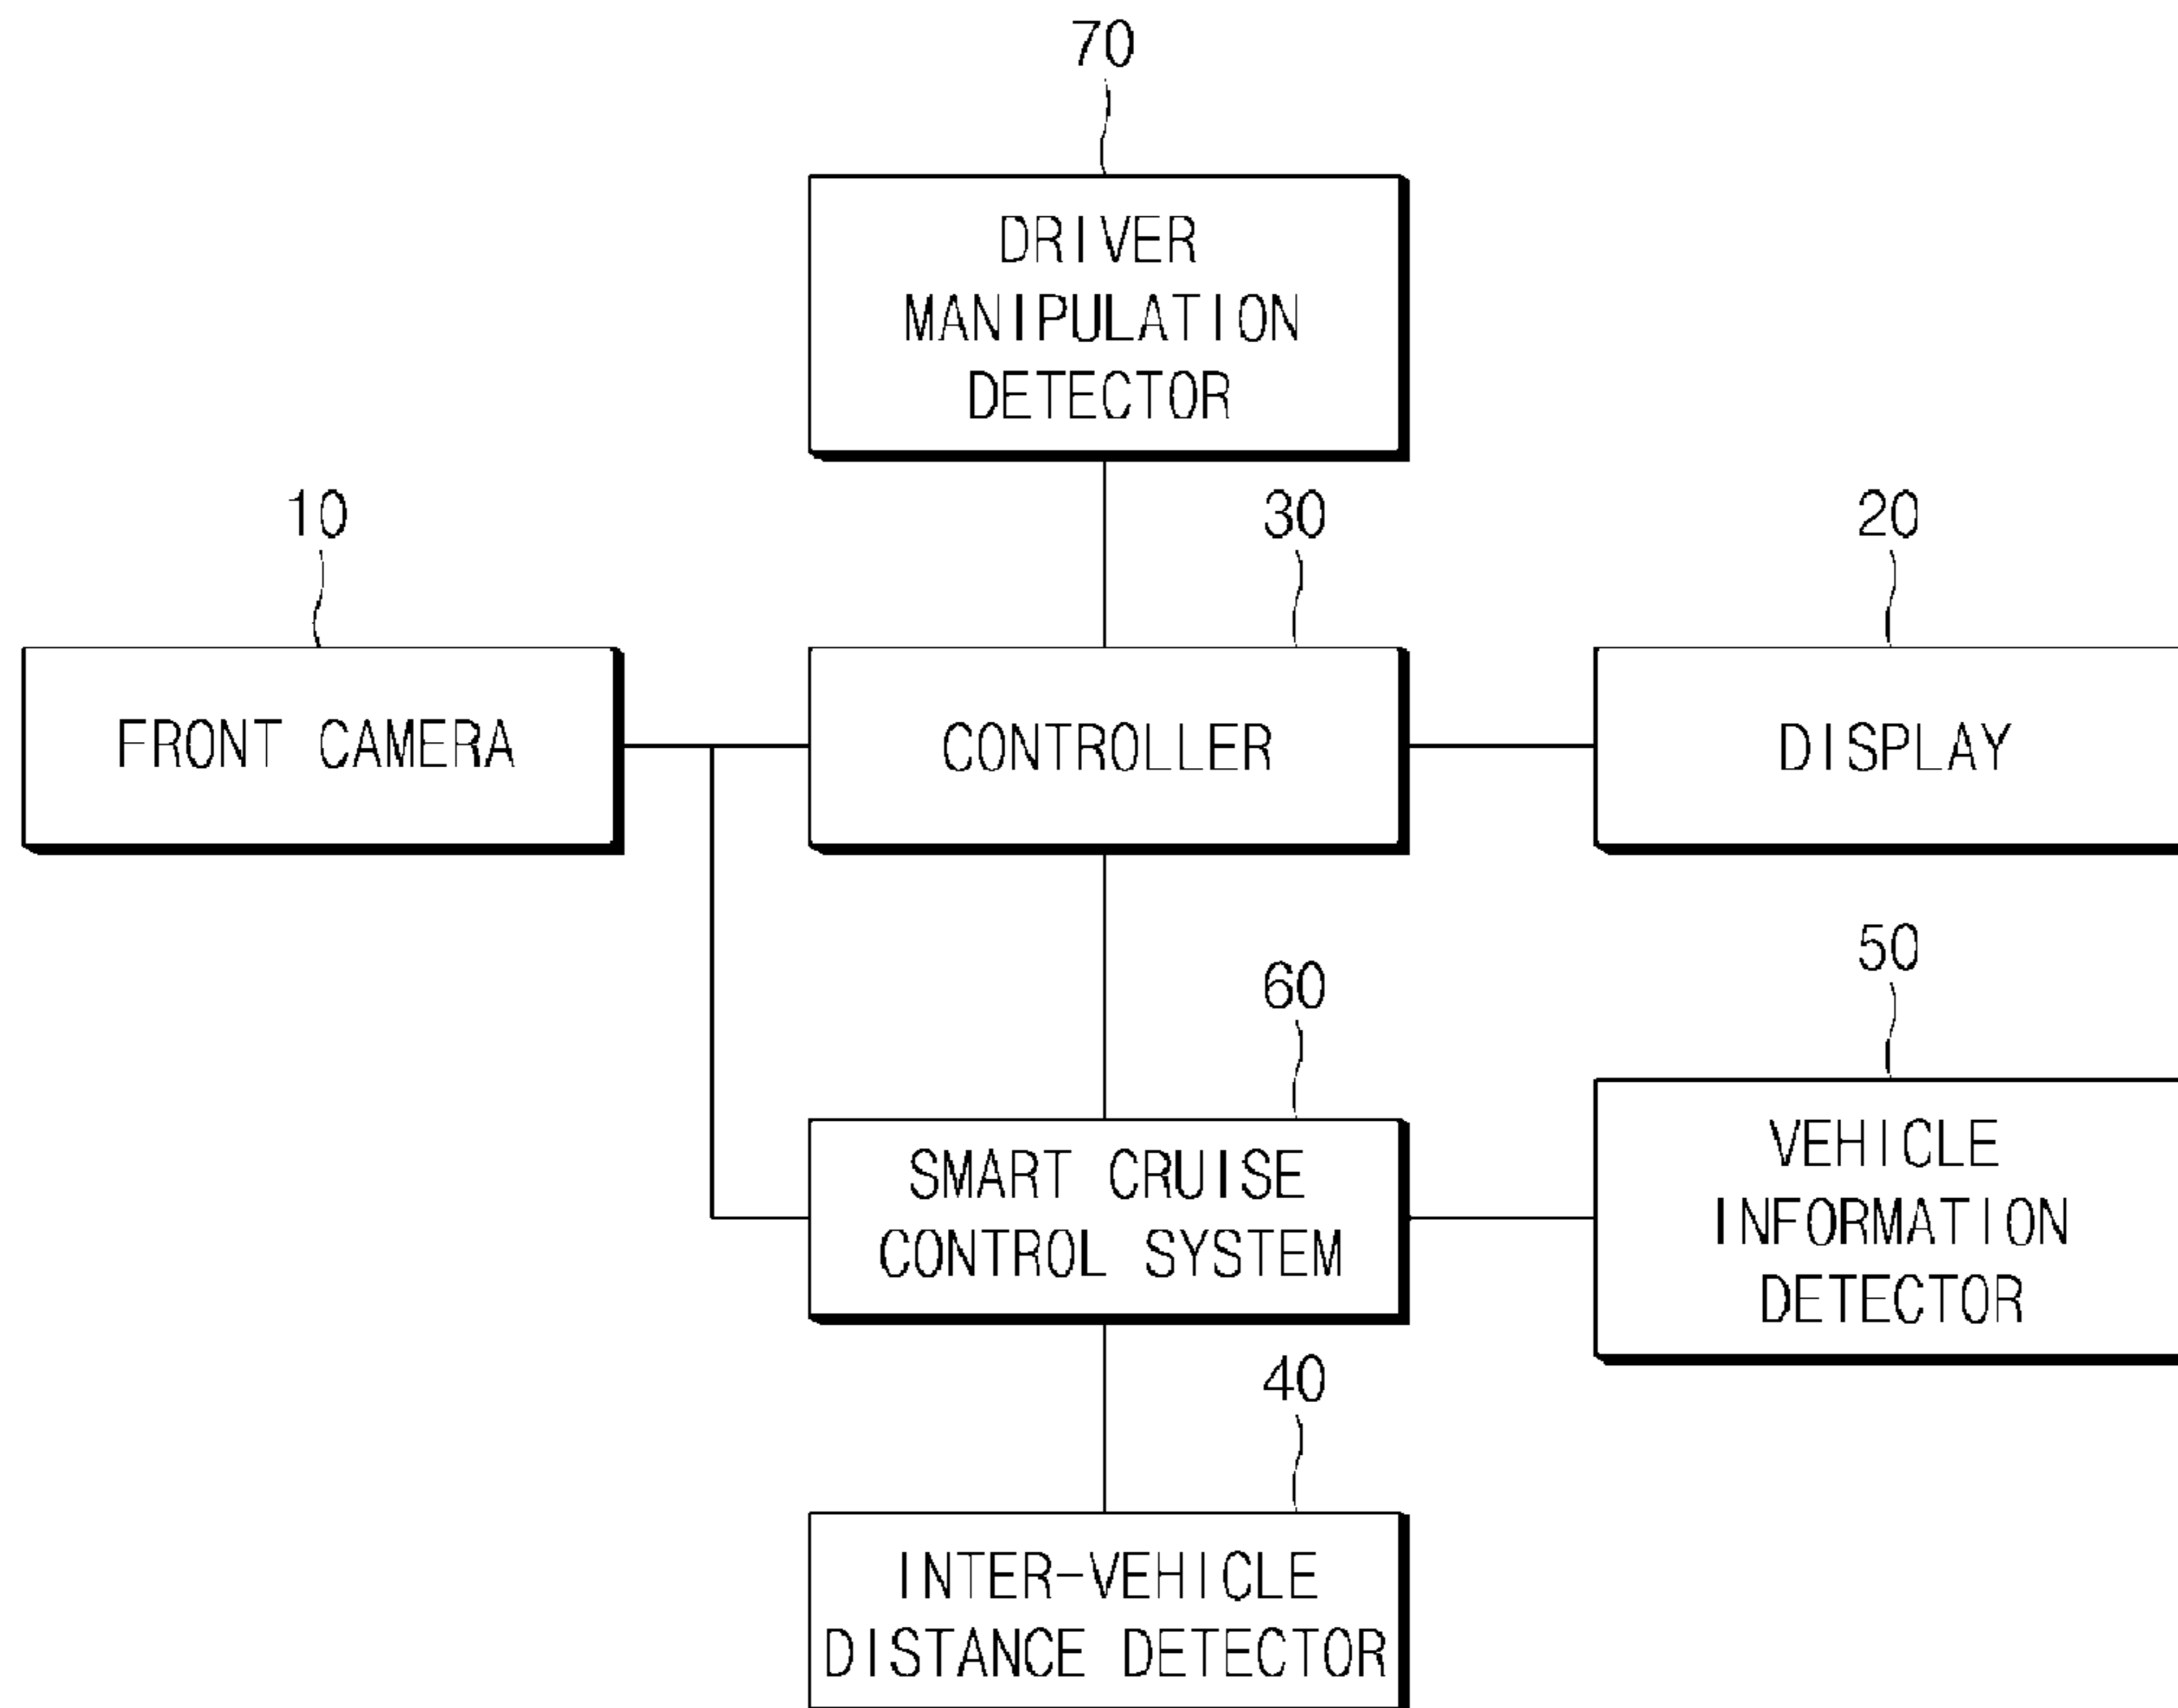 70
DRIVER
MANIPULATION
DETECTOR
10
30
20
FRONT CAMERA
CONTROLLER
DISPLAY
60
50
SMART CRUISE
CONTROL SYSTEM
VEHICLE
INFORMATION
DETECTOR
40
INTER-VEHICLE
DISTANCE DETECTOR